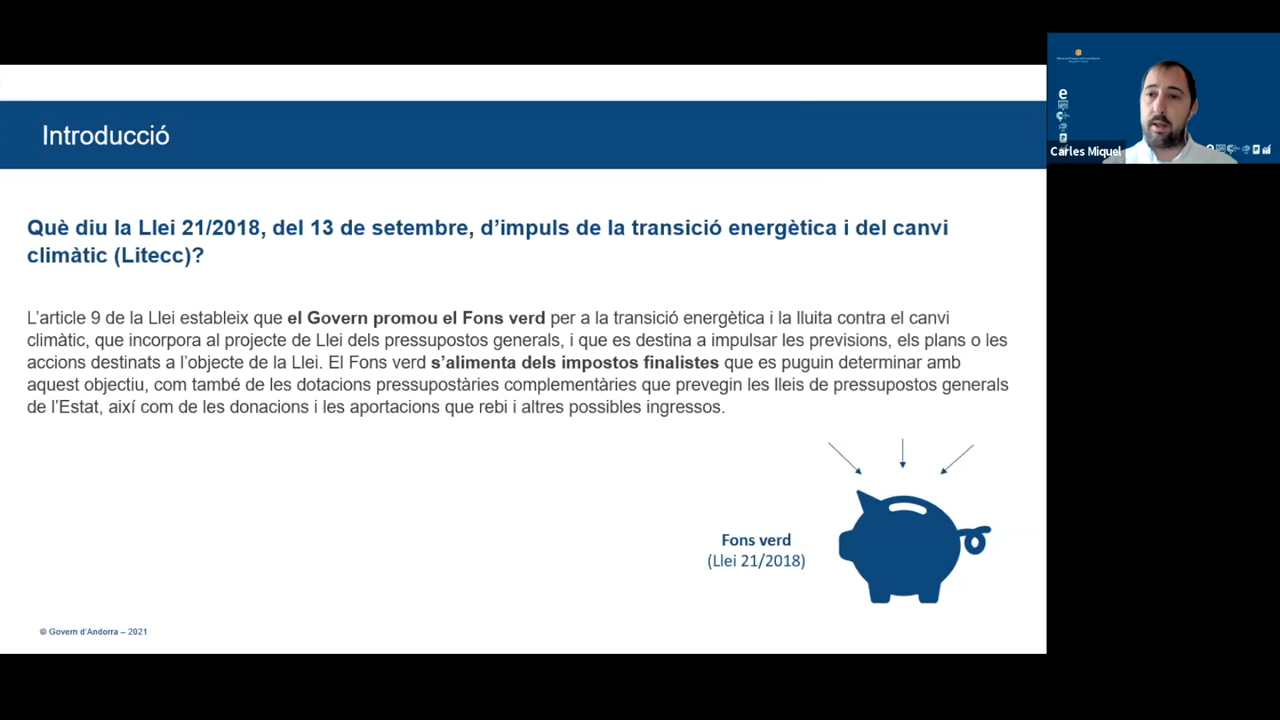 Introducció
Què diu la Llei 21/2018, del 13 de setembre, d’impuls de la transició energètica i del canvi
climàtic (Litecc)?
L’article 9 de la Llei estableix que el Govern promou el Fons verd per a la transició energètica i la lluita contra el canvi
climàtic, que incorpora al projecte de Llei dels pressupostos generals, i que es destina a impulsar les previsions, els plans o les
accions destinats a l’objecte de la Llei. El Fons verd s’alimenta dels impostos finalistes que es puguin determinar amb
aquest objectiu, com també de les dotacions pressupostàries complementàries que prevegin les lleis de pressupostos generals
de l’Estat, així com de les donacions i les aportacions que rebi i altres possibles ingressos.
Fons verd
(Llei 21/2018)
© Govern d’Andorra – 2021
e
Carles Miquel